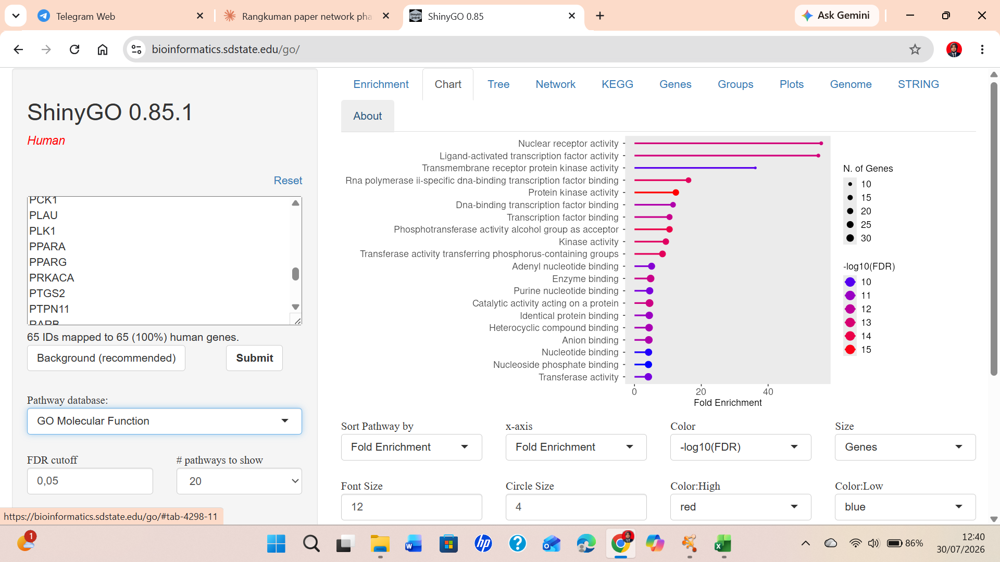 Telegram Web
Rangkuman paper network pha
ShinyGO 0.85
Ask Gemini
bioinformatics.sdstate.edu/go/
ShinyGO 0.85.1
Human
Reset
PCK1
PLAU
PLK1
PPARA
PPARG
PRKACA
PTGS2
PTPN11
RARB
65 IDs mapped to 65 (100%) human genes.
Background (recommended)
Submit
Pathway database:
GO Molecular Function
FDR cutoff
# pathways to show
0,05
20
https://bioinformatics.sdstate.edu/go/#tab-4298-11
Enrichment
Chart
Tree
Network
KEGG
Genes
Groups
Plots
Genome
STRING
About
Nuclear receptor activity
Ligand-activated transcription factor activity
Transmembrane receptor protein kinase activity
Rna polymerase ii-specific dna-binding transcription factor binding
Protein kinase activity
Dna-binding transcription factor binding
Transcription factor binding
Phosphotransferase activity alcohol group as acceptor
Kinase activity
Transferase activity transferring phosphorus-containing groups
Adenyl nucleotide binding
Enzyme binding
Purine nucleotide binding
Catalytic activity acting on a protein
Identical protein binding
Heterocyclic compound binding
Anion binding
Nucleotide binding
Nucleoside phosphate binding
Transferase activity
0 20 40
Fold Enrichment
N. of Genes
10
15
20
25
30
-log10(FDR)
10
11
12
13
14
15
Sort Pathway by
x-axis
Color
Size
Fold Enrichment
Fold Enrichment
-log10(FDR)
Genes
Font Size
Circle Size
Color:High
Color:Low
12
4
red
blue
1
86%
12:40
30/07/2026